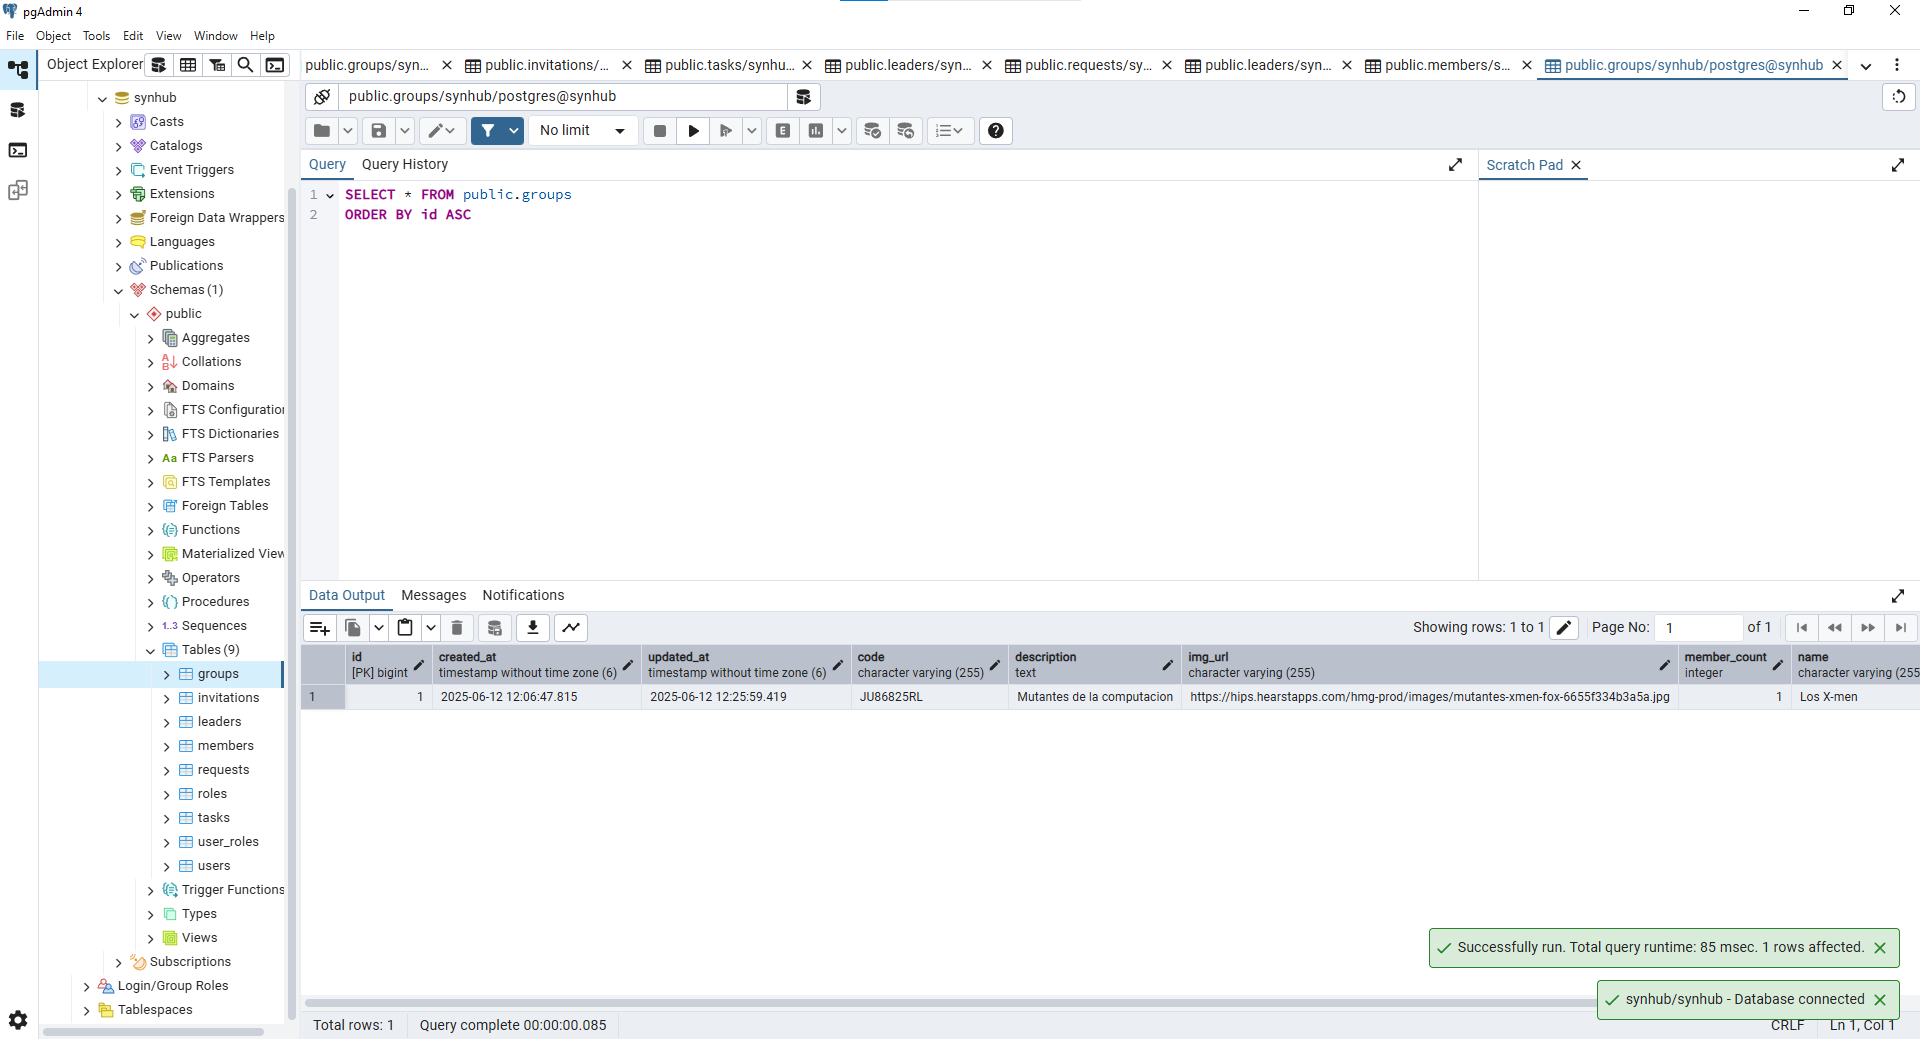 pgAdmin 4
File Object Tools Edit View Window Help
Object Explorer
public.groups/syn... public.invitations/... public.tasks/synhu... public.leaders/syn... public.requests/sy... public.leaders/syn... public.members/s... public.groups/synhub/postgres@synhub
public.groups/synhub/postgres@synhub
No limit
E
Query Query History
Scratch Pad
1 SELECT * FROM public.groups
2 ORDER BY id ASC
synhub
Casts
Catalogs
Event Triggers
Extensions
Foreign Data Wrappers
Languages
Publications
Schemas (1)
public
Aggregates
Collations
Domains
FTS Configuration
FTS Dictionaries
Aa FTS Parsers
FTS Templates
Foreign Tables
Functions
Materialized View
Operators
Procedures
1..3 Sequences
Tables (9)
groups
invitations
leaders
members
requests
roles
tasks
user_roles
users
Trigger Functions
Types
Views
Subscriptions
Login/Group Roles
Tablespaces
Data Output Messages Notifications
Showing rows: 1 to 1 Page No: 1 of 1
id created_at updated_at code description img_url member_count name
[PK] bigint timestamp without time zone (6) timestamp without time zone (6) character varying (255) text character varying (255) integer character varying (255
1 1 2025-06-12 12:06:47.815 2025-06-12 12:25:59.419 JU86825RL Mutantes de la computacion https://hips.hearstapps.com/hmg-prod/images/mutantes-xmen-fox-6655f334b3a5a.jpg 1 Los X-men
Successfully run. Total query runtime: 85 msec. 1 rows affected.
synhub/synhub - Database connected
Total rows: 1 Query complete 00:00:00.085 CRLF Ln 1, Col 1